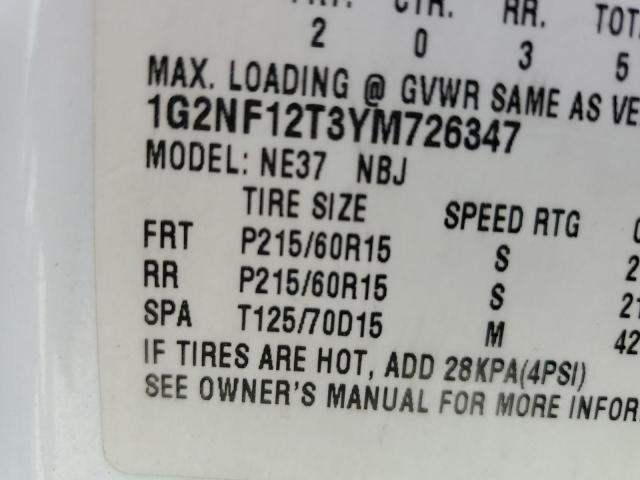 CTR. RR.
2 0 3 5
MAX. LOADING @ GVWR SAME AS
1G2NF12T3YM726347
MODEL: NE37 NBJ
TIRE SIZE SPEED RTG
FRT P215/60R15 S
RR P215/60R15 S
SPA T125/70D15 M
IF TIRES ARE HOT, ADD 28KPA(4PSI)
SEE OWNER'S MANUAL FOR MORE